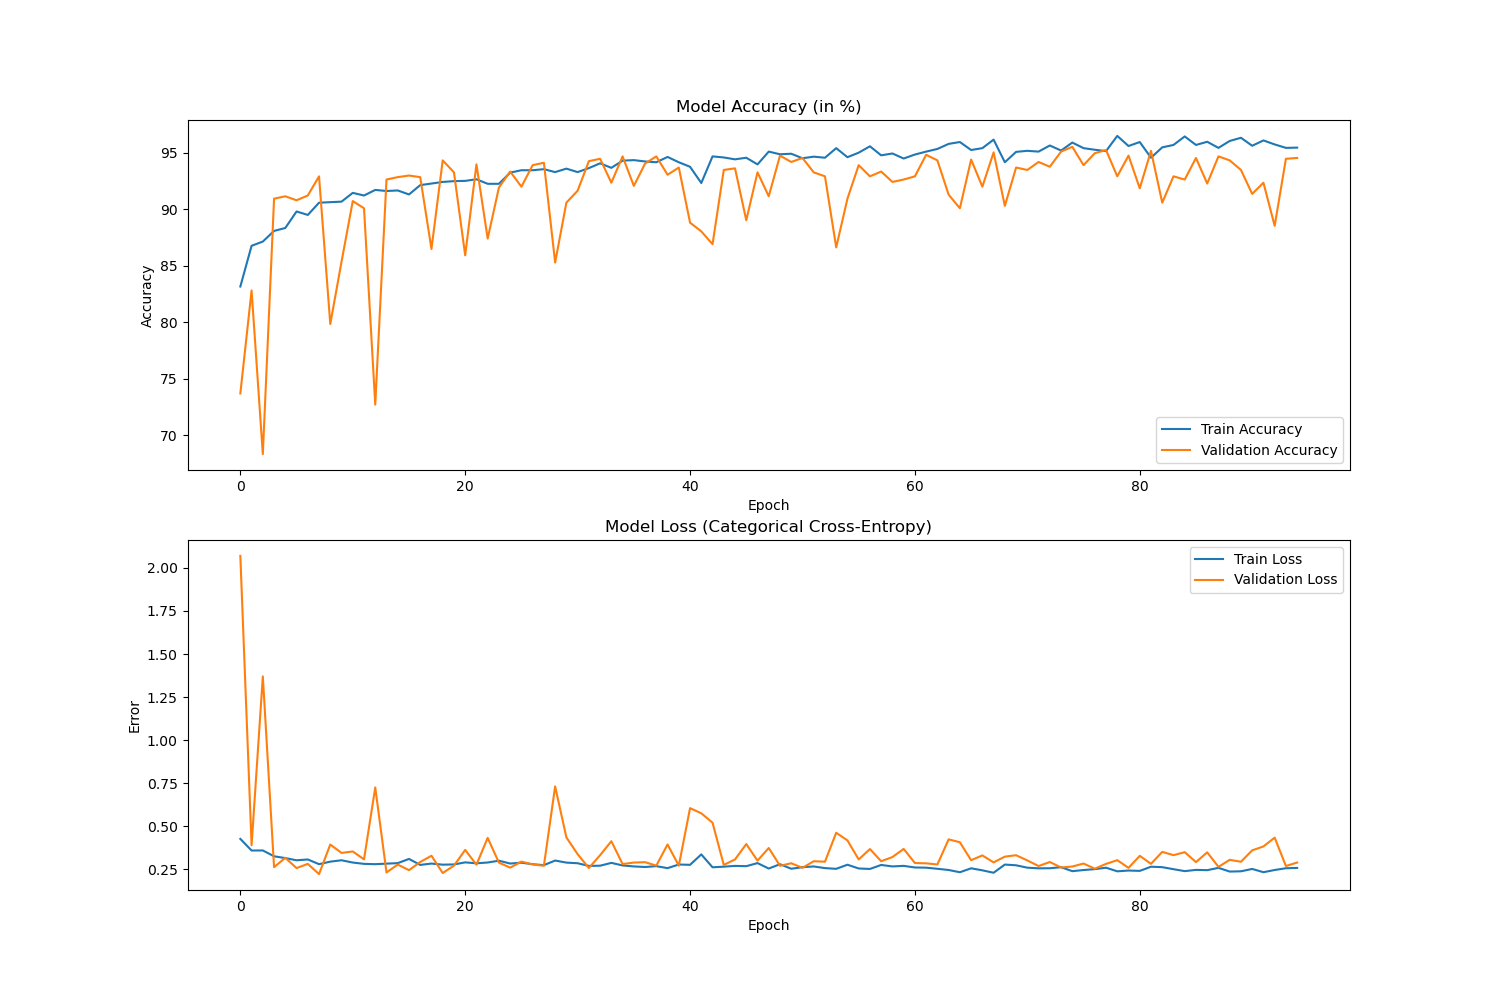 Model Accuracy (in %)
95
90
85
80
75
70
Accuracy
Train Accuracy
Validation Accuracy
0 20 40 60 80
Epoch
Model Loss (Categorical Cross-Entropy)
2.00
1.75
1.50
1.25
1.00
0.75
0.50
0.25
Error
Train Loss
Validation Loss
0 20 40 60 80
Epoch